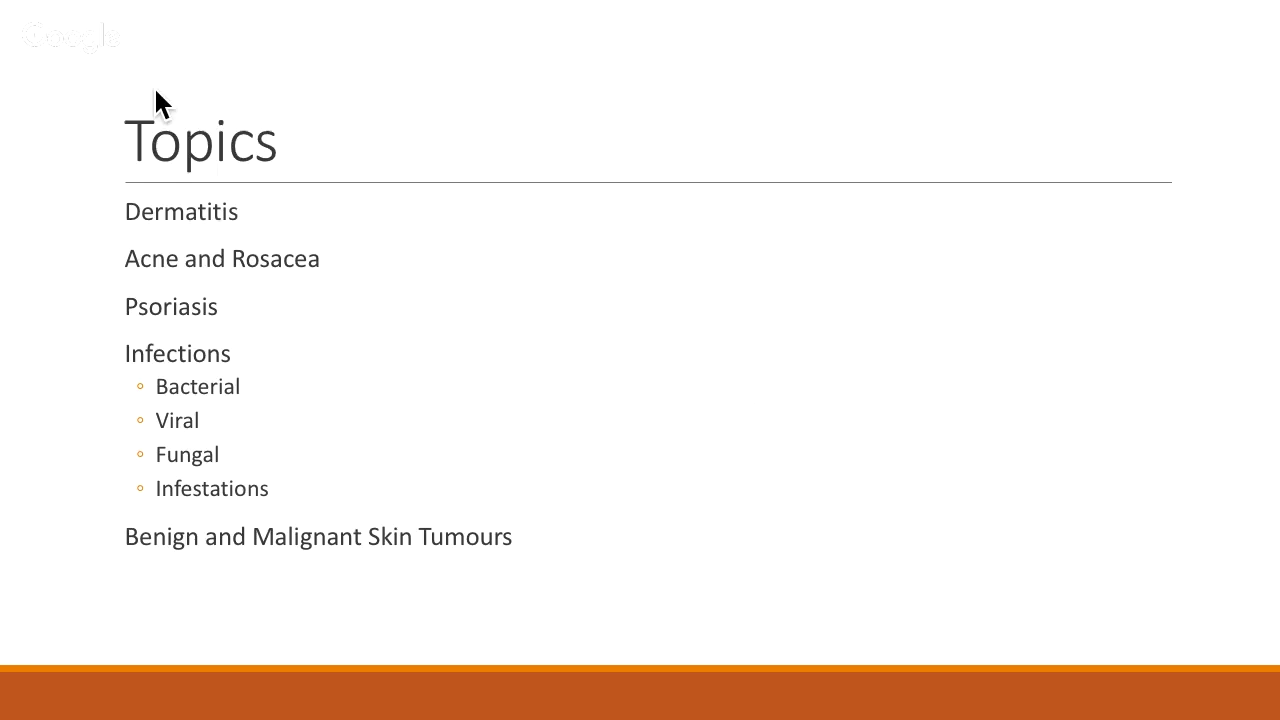 Google
Topics
Dermatitis
Acne and Rosacea
Psoriasis
Infections
Bacterial
Viral
Fungal
Infestations
Benign and Malignant Skin Tumours